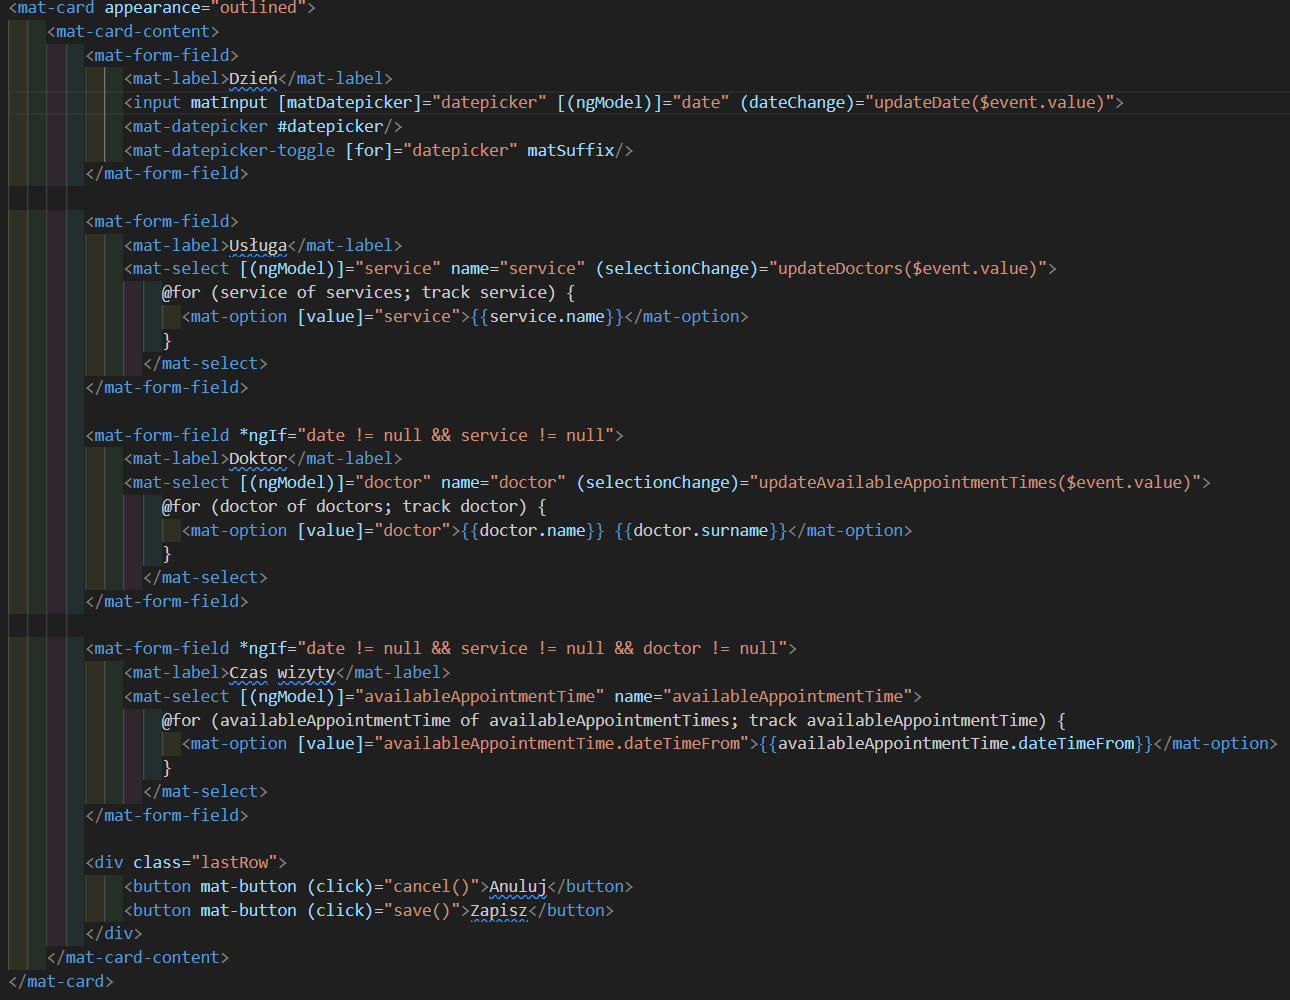 <mat-card appearance="outlined">
<mat-card-content>
<mat-form-field>
<mat-label>Dzień</mat-label>
<input matInput [matDatepicker]="datepicker" [(ngModel)]="date" (dateChange)="updateDate($event.value)">
<mat-datepicker #datepicker/>
<mat-datepicker-toggle [for]="datepicker" matSuffix/>
</mat-form-field>
<mat-form-field>
<mat-label>Usługa</mat-label>
<mat-select [(ngModel)]="service" name="service" (selectionChange)="updateDoctors($event.value)">
@for (service of services; track service) {
<mat-option [value]="service">{{service.name}}</mat-option>
}
</mat-select>
</mat-form-field>
<mat-form-field *ngIf="date != null && service != null">
<mat-label>Doktor</mat-label>
<mat-select [(ngModel)]="doctor" name="doctor" (selectionChange)="updateAvailableAppointmentTimes($event.value)">
@for (doctor of doctors; track doctor) {
<mat-option [value]="doctor">{{doctor.name}} {{doctor.surname}}</mat-option>
}
</mat-select>
</mat-form-field>
<mat-form-field *ngIf="date != null && service != null && doctor != null">
<mat-label>Czas wizyty</mat-label>
<mat-select [(ngModel)]="availableAppointmentTime" name="availableAppointmentTime">
@for (availableAppointmentTime of availableAppointmentTimes; track availableAppointmentTime) {
<mat-option [value]="availableAppointmentTime.dateTimeFrom">{{availableAppointmentTime.dateTimeFrom}}</mat-option>
}
</mat-select>
</mat-form-field>
<div class="lastRow">
<button mat-button (click)="cancel()">Anuluj</button>
<button mat-button (click)="save()">Zapisz</button>
</div>
</mat-card-content>
</mat-card>